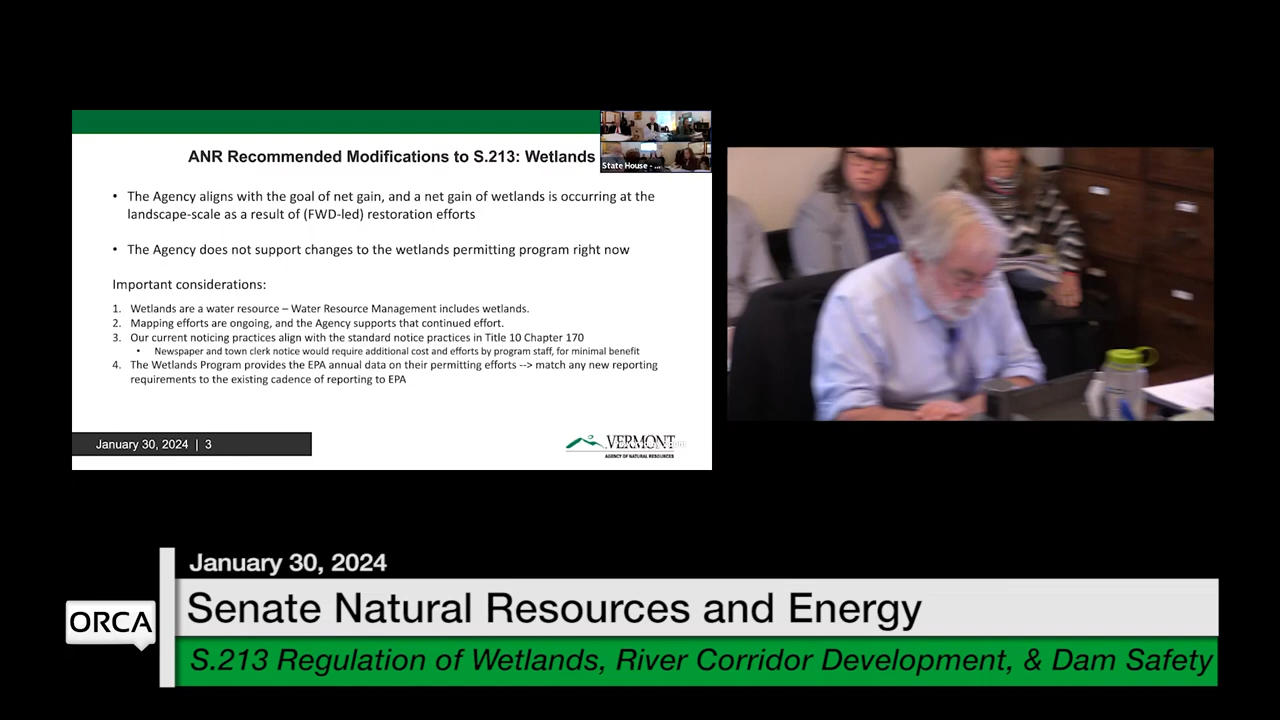 ANR Recommended Modifications to S.213: Wetlands
State House - ...
• The Agency aligns with the goal of net gain, and a net gain of wetlands is occurring at the
landscape-scale as a result of (FWD-led) restoration efforts
• The Agency does not support changes to the wetlands permitting program right now
Important considerations:
1. Wetlands are a water resource – Water Resource Management includes wetlands.
2. Mapping efforts are ongoing, and the Agency supports that continued effort.
3. Our current noticing practices align with the standard notice practices in Title 10 Chapter 170
• Newspaper and town clerk notice would require additional cost and efforts by program staff, for minimal benefit
4. The Wetlands Program provides the EPA annual data on their permitting efforts --> match any new reporting
requirements to the existing cadence of reporting to EPA
January 30, 2024 | 3
VERMONT
AGENCY OF NATURAL RESOURCES
January 30, 2024
Senate Natural Resources and Energy
ORCA
S.213 Regulation of Wetlands, River Corridor Development, & Dam Safety